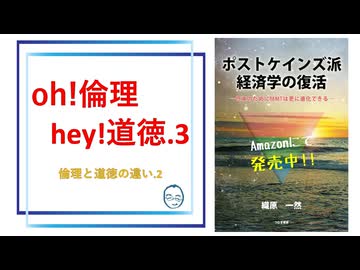 oh!倫理
hey!道徳.3
倫理と道徳の違い.2
ポストケインズ派
経済学の復活
Amazonにて
発売中!!
織原 一然